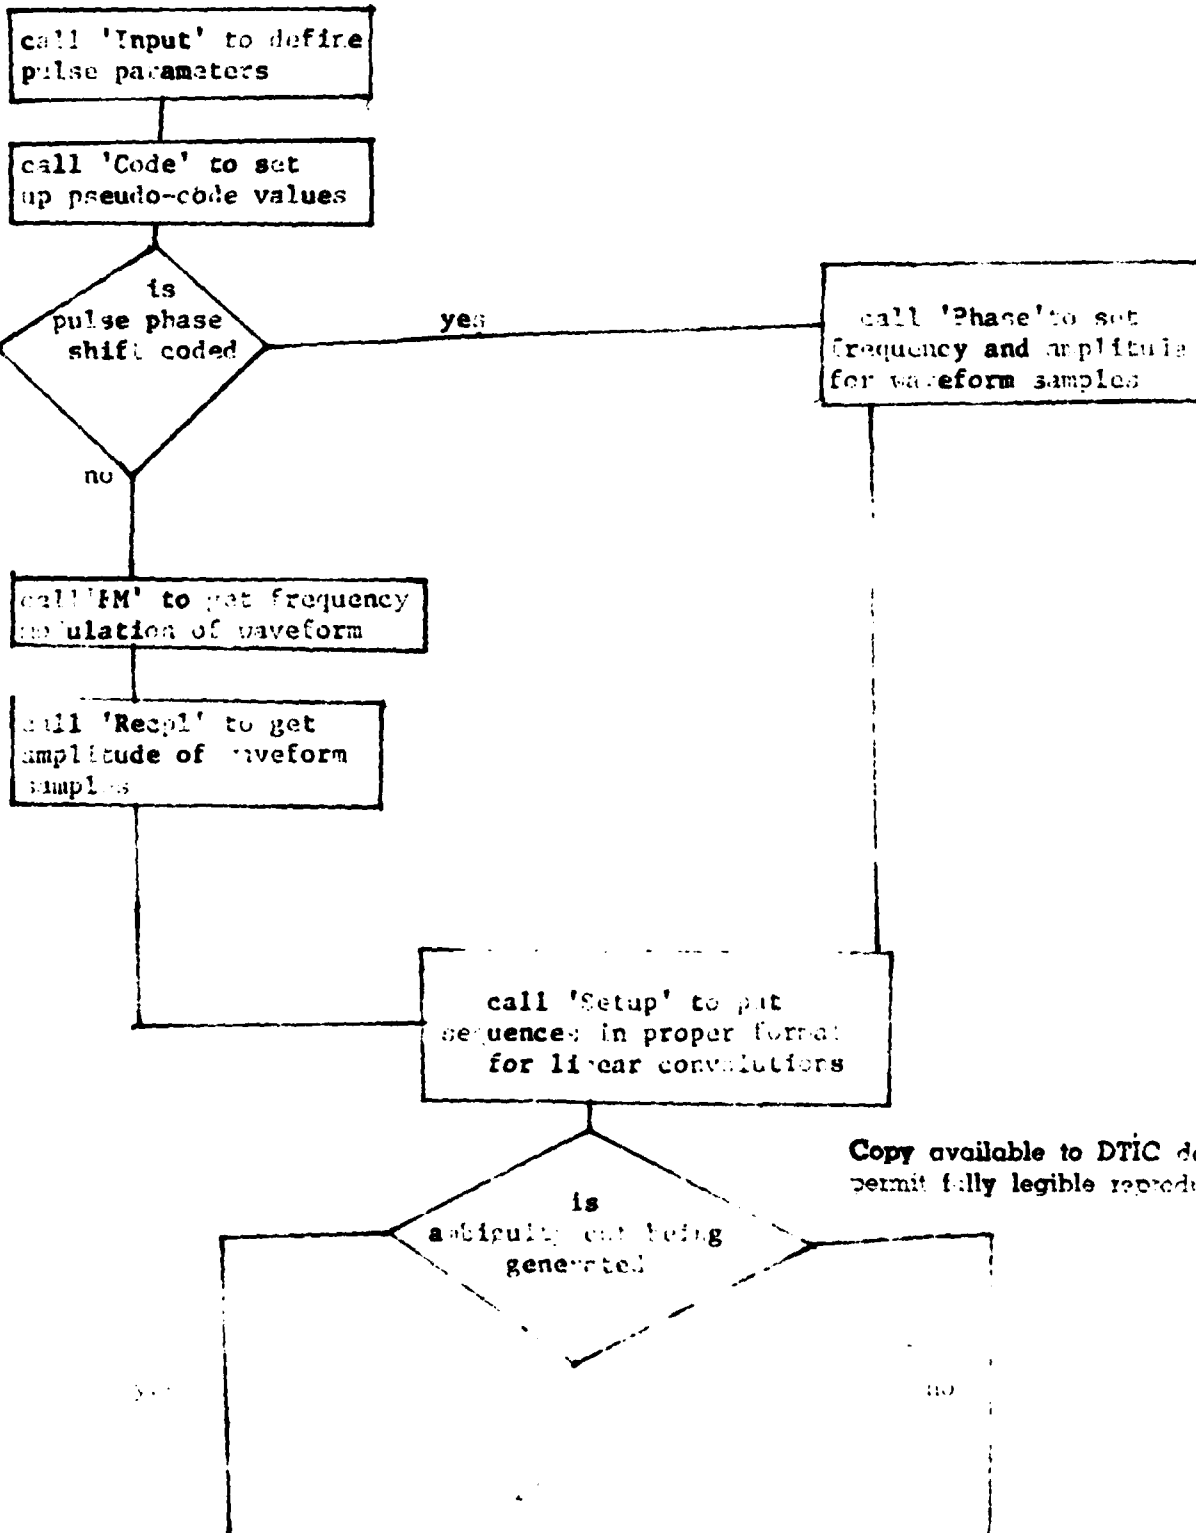 call 'Input' to define
pulse parameters
call 'Code' to set
up pseudo-code values
is
pulse phase
shift coded
yes
call 'Phase' to set
frequency and amplitude
for waveform samples
no
call 'FM' to get frequency
modulation of waveform
call 'Recpl' to get
amplitude of waveform
samples
call 'Setup' to put
sequences in proper format
for linear convolutions
Copy available to DTIC
permit fully legible
is
ambiguity cut being
generated
yes
no